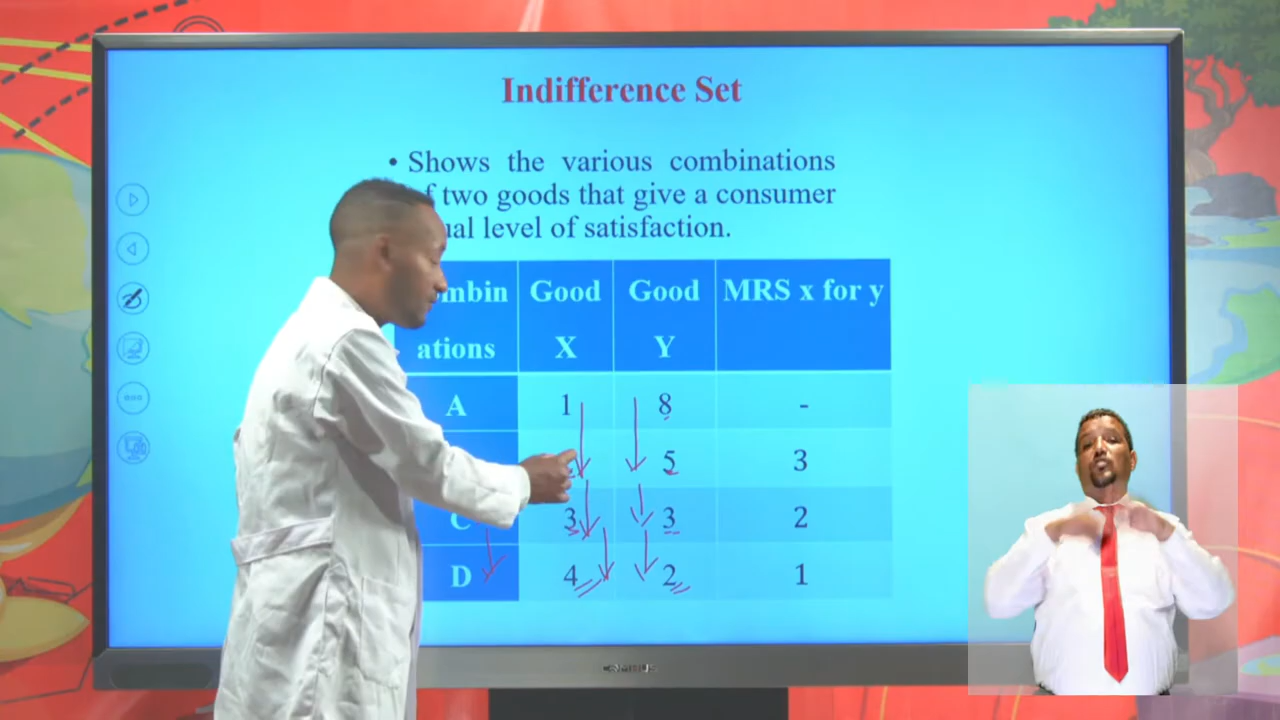 Indifference Set
• Shows the various combinations
two goods that give a consumer
level of satisfaction.
Good Good MRS x for y
ations X Y
A 1 8 -
5 3
C 3 3 2
D 4 2 1